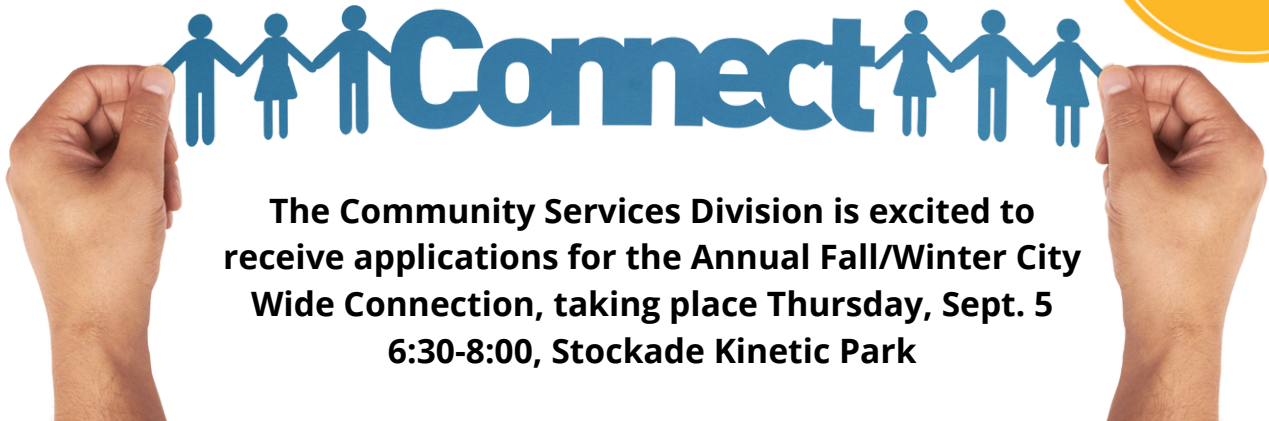 Connect
The Community Services Division is excited to
receive applications for the Annual Fall/Winter City
Wide Connection, taking place Thursday, Sept. 5
6:30-8:00, Stockade Kinetic Park